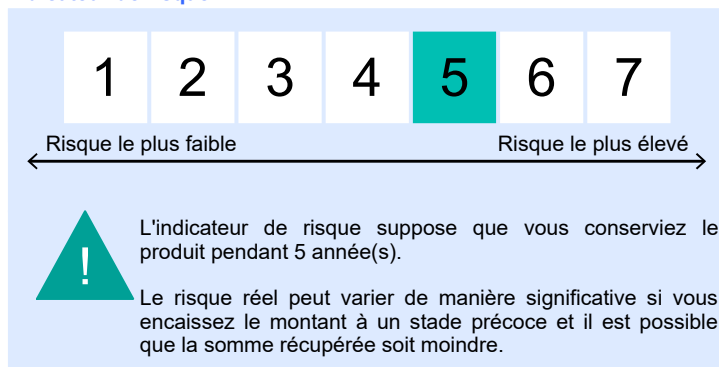 1 2 3 4 5 6 7
Risque le plus faible Risque le plus élevé
!
L'indicateur de risque suppose que vous conserviez le
produit pendant 5 année(s).
Le risque réel peut varier de manière significative si vous
encaissez le montant à un stade précoce et il est possible
que la somme récupérée soit moindre.